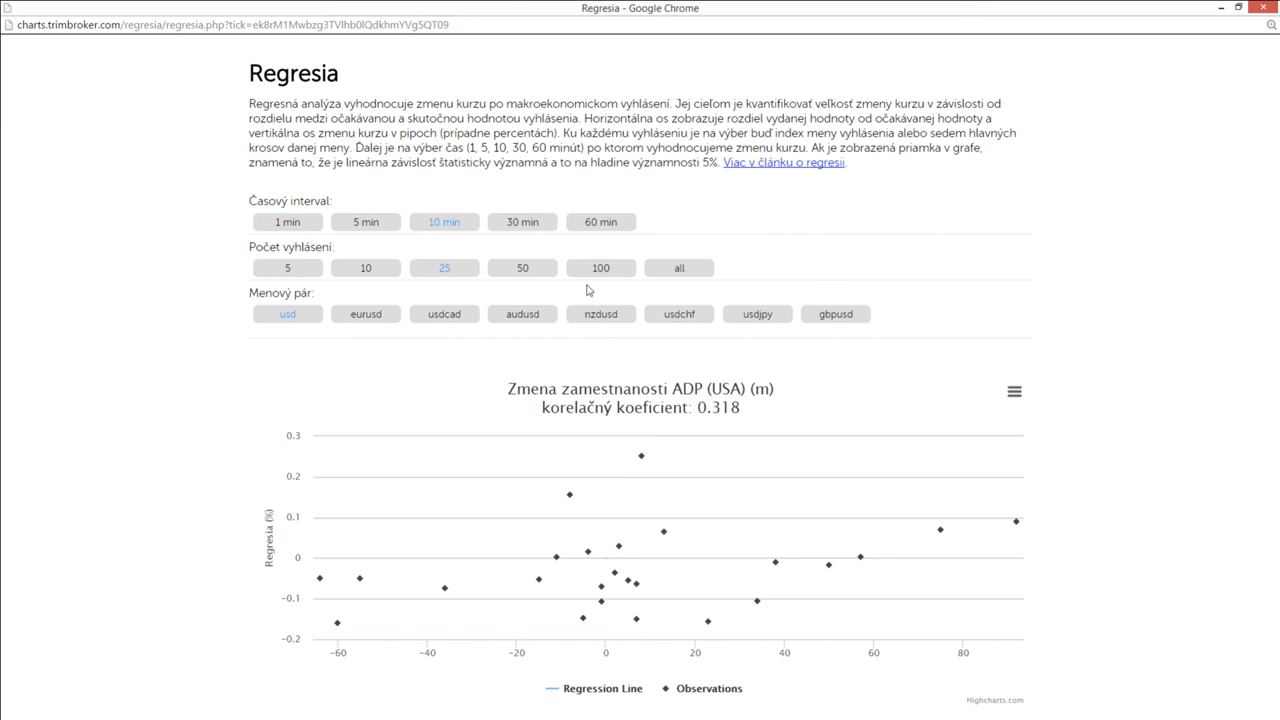 Regresia - Google Chrome
charts.trimbroker.com/regresia/regresia.php?tick=ek8rM1Mwbzg3TVlhb0lQdkhmYVg5QT09
Regresia
Regresná analýza vyhodnocuje zmenu kurzu po makroekonomickom vyhlásení. Jej cieľom je kvantifikovať veľkosť zmeny kurzu v závislosti od
rozdielu medzi očakávanou a skutočnou hodnotou vyhlásenia. Horizontálna os zobrazuje rozdiel vydanej hodnoty od očakávanej hodnoty a
vertikálna os zmenu kurzu v pipoch (prípadne percentách). Ku každému vyhláseniu je na výber buď index meny vyhlásenia alebo sedem hlavných
krosov danej meny. Ďalej je na výber čas (1, 5, 10, 30, 60 minút) po ktorom vyhodnocujeme zmenu kurzu. Ak je zobrazená priamka v grafe,
znamená to, že je lineárna závislosť štatisticky významná a to na hladine významnosti 5%. Viac v článku o regresii.
Časový interval:
1 min 5 min 10 min 30 min 60 min
Počet vyhlásení:
5 10 25 50 100 all
Menový pár:
usd eurusd usdcad audusd nzdusd usdchf usdjpy gbpusd
Zmena zamestnanosti ADP (USA) (m)
korelačný koeficient: 0.318
Regresia (%)
0.3
0.2
0.1
0
-0.1
-0.2
-60 -40 -20 0 20 40 60 80
Regression Line Observations
Highcharts.com